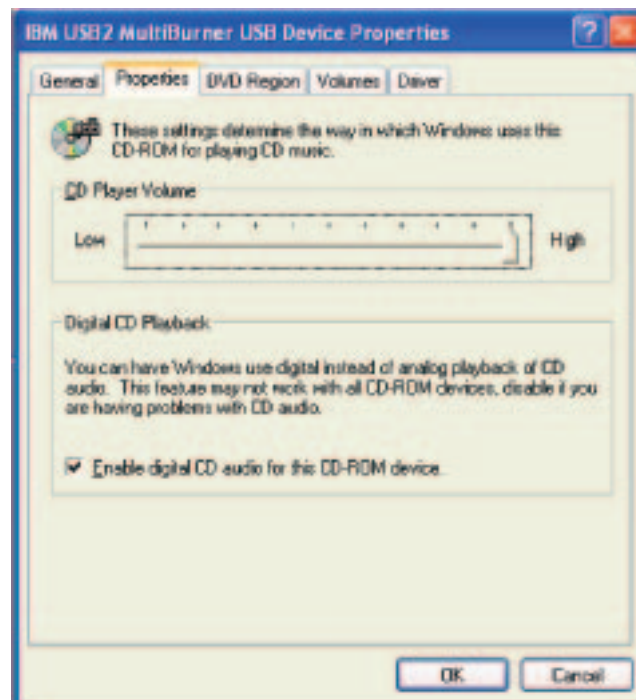 IBM USB2 MultiBurner USB Device Properties
General Properties DVD Region Volumes Driver
These settings determine the way in which Windows uses this
CD-ROM for playing CD music.
CD Player Volume
Low High
Digital CD Playback
You can have Windows use digital instead of analog playback of CD
audio. This feature may not work with all CD-ROM devices, disable if you
are having problems with CD audio.
Enable digital CD audio for this CD-ROM device.
OK Cancel